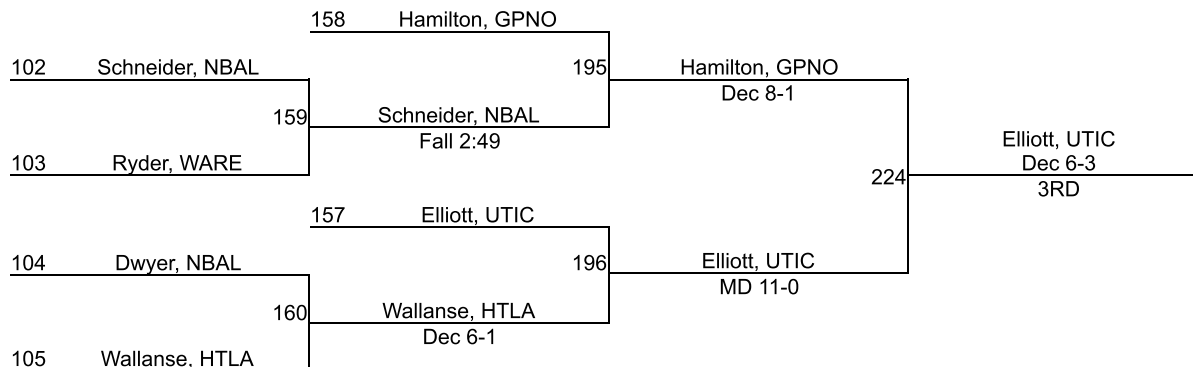 158 Hamilton, GPNO
102 Schneider, NBAL
195 Hamilton, GPNO
Dec 8-1
159 Schneider, NBAL
Fall 2:49
103 Ryder, WARE
Elliott, UTIC
Dec 6-3
224
3RD
157 Elliott, UTIC
104 Dwyer, NBAL
196 Elliott, UTIC
MD 11-0
160 Wallanse, HTLA
Dec 6-1
105 Wallanse, HTLA